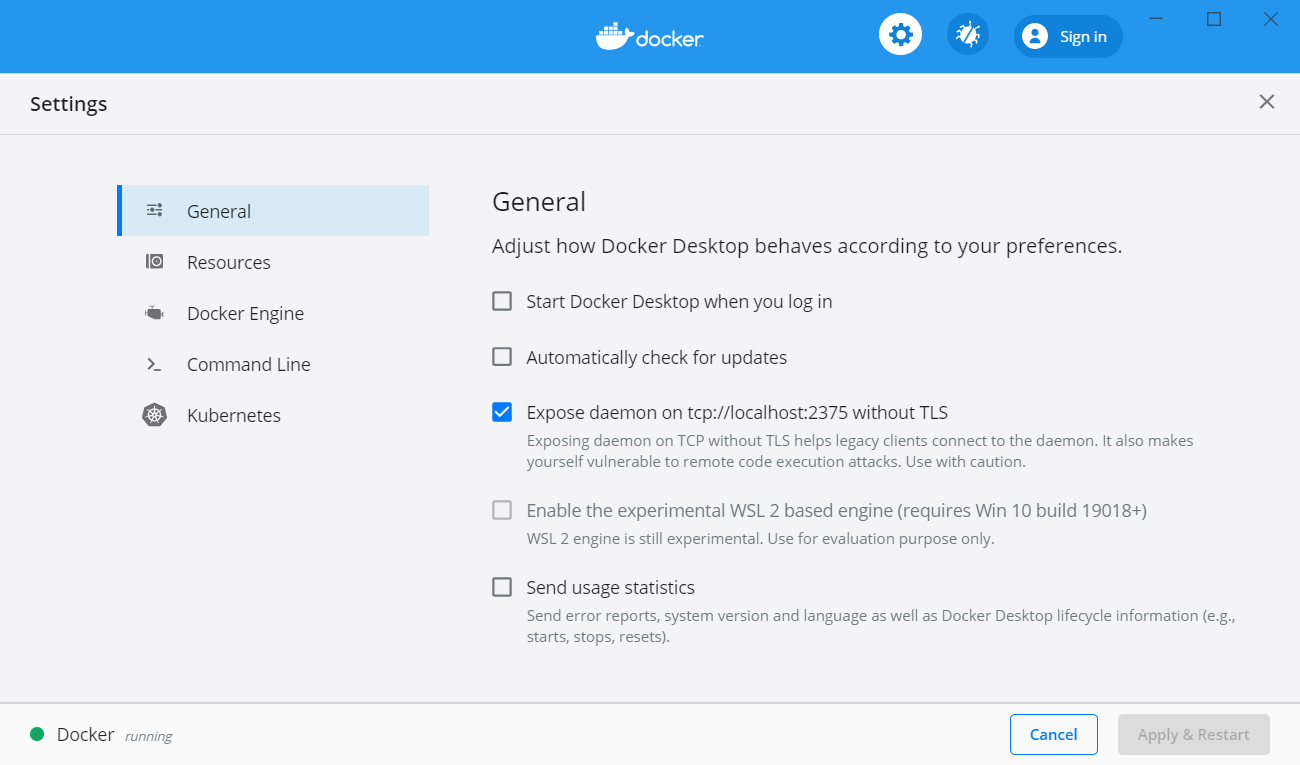 docker
Sign in
Settings
General
Resources
Docker Engine
Command Line
Kubernetes
General
Adjust how Docker Desktop behaves according to your preferences.
Start Docker Desktop when you log in
Automatically check for updates
Expose daemon on tcp://localhost:2375 without TLS
Exposing daemon on TCP without TLS helps legacy clients connect to the daemon. It also makes
yourself vulnerable to remote code execution attacks. Use with caution.
Enable the experimental WSL 2 based engine (requires Win 10 build 19018+)
WSL 2 engine is still experimental. Use for evaluation purpose only.
Send usage statistics
Send error reports, system version and language as well as Docker Desktop lifecycle information (e.g.,
starts, stops, resets).
Docker running
Cancel
Apply & Restart